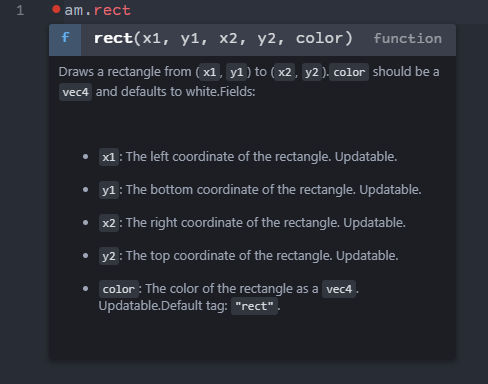 1 am.rect
f rect(x1, y1, x2, y2, color) function
Draws a rectangle from (x1, y1) to (x2, y2).color should be a
vec4 and defaults to white.Fields:
• x1: The left coordinate of the rectangle. Updatable.
• y1: The bottom coordinate of the rectangle. Updatable.
• x2: The right coordinate of the rectangle. Updatable.
• y2: The top coordinate of the rectangle. Updatable.
• color: The color of the rectangle as a vec4.
Updatable.Default tag: "rect".